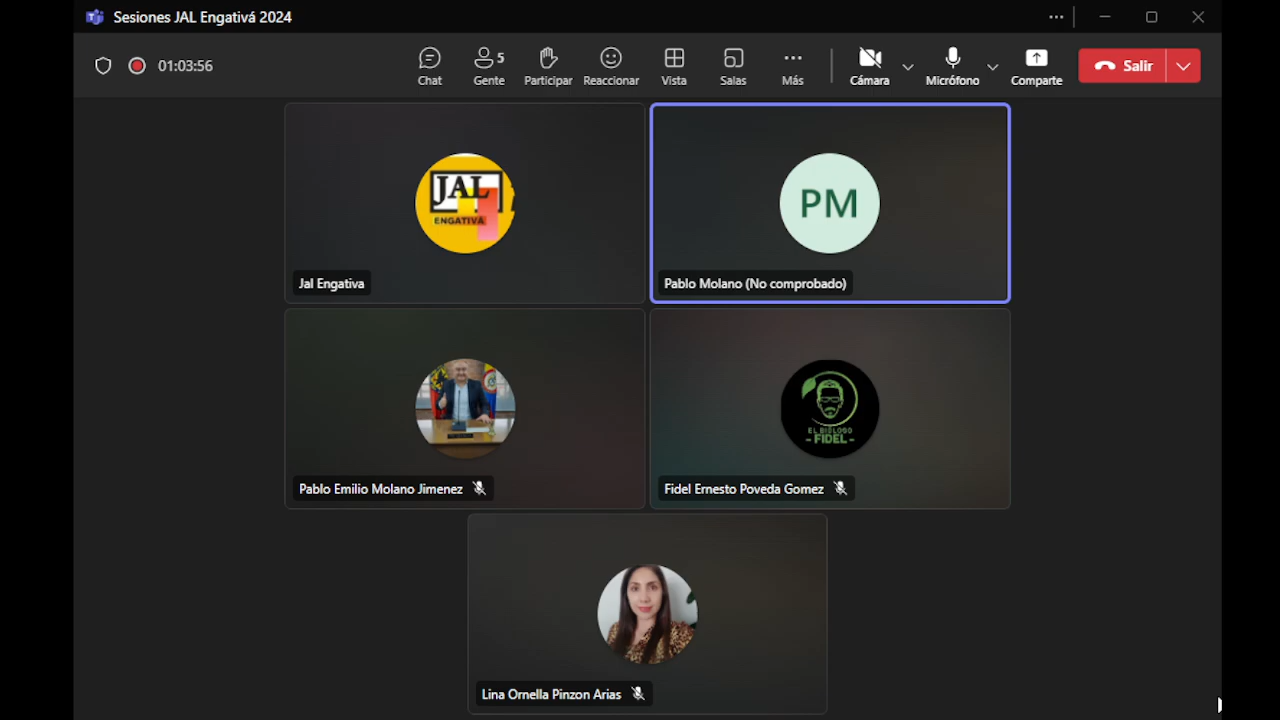 Sesiones JAL Engativá 2024
01:03:56
Chat
5
Gente
Participar
Reaccionar
Vista
Salas
Más
Cámara
Micrófono
Comparte
Salir
JAL
ENGATIVÁ
Jal Engativa
PM
Pablo Molano (No comprobado)
Pablo Emilio Molano Jimenez
EL BIÓLOGO
- FIDEL -
Fidel Ernesto Poveda Gomez
Lina Ornella Pinzon Arias